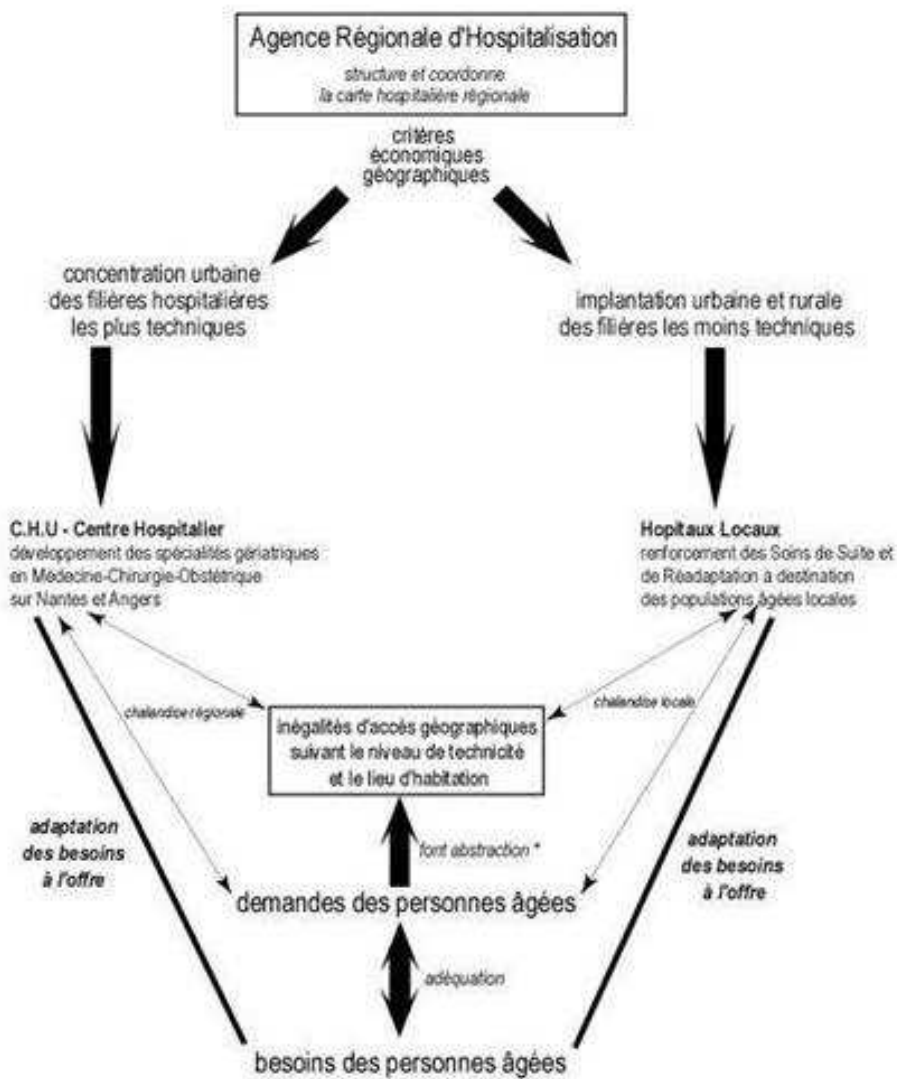 Agence Régionale d'Hospitalisation
structure et coordonne
la carte hospitalière régionale
critères
économiques
géographiques
concentration urbaine
des filières hospitalières
les plus techniques
implantation urbaine et rurale
des filières les moins techniques
C.H.U - Centre Hospitalier
développement des spécialités gériatriques
en Médecine-Chirurgie-Obstétrique
sur Nantes et Angers
Hopitaux Locaux
renforcement des Soins de Suite et
de Réadaptation à destination
des populations âgées locales
chalandise régionale
chalandise locale
inégalités d'accès géographiques
suivant le niveau de technicité
et le lieu d'habitation
adaptation
des besoins
à l'offre
font abstraction *
adaptation
des besoins
à l'offre
demandes des personnes âgées
adéquation
besoins des personnes âgées